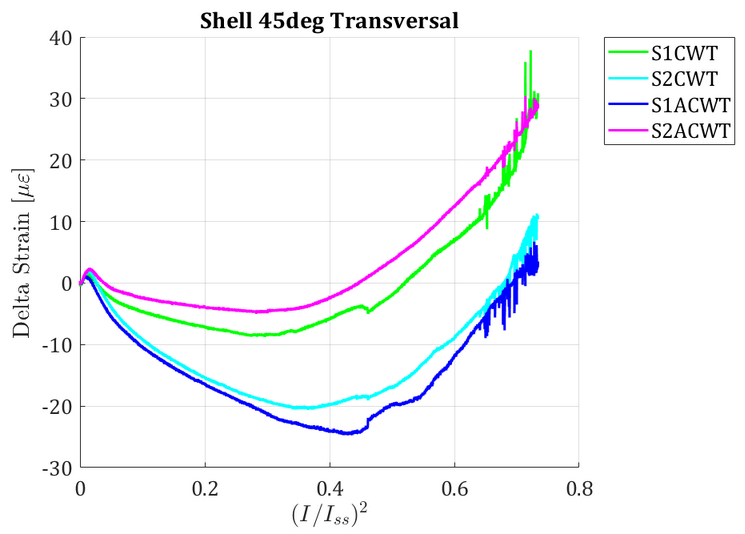 Shell 45deg Transversal
40
30
20
10
0
-10
-20
-30
Delta Strain [με]
0
0.2
0.4
0.6
0.8
(I/Iss)²
S1CWT
S2CWT
S1ACWT
S2ACWT